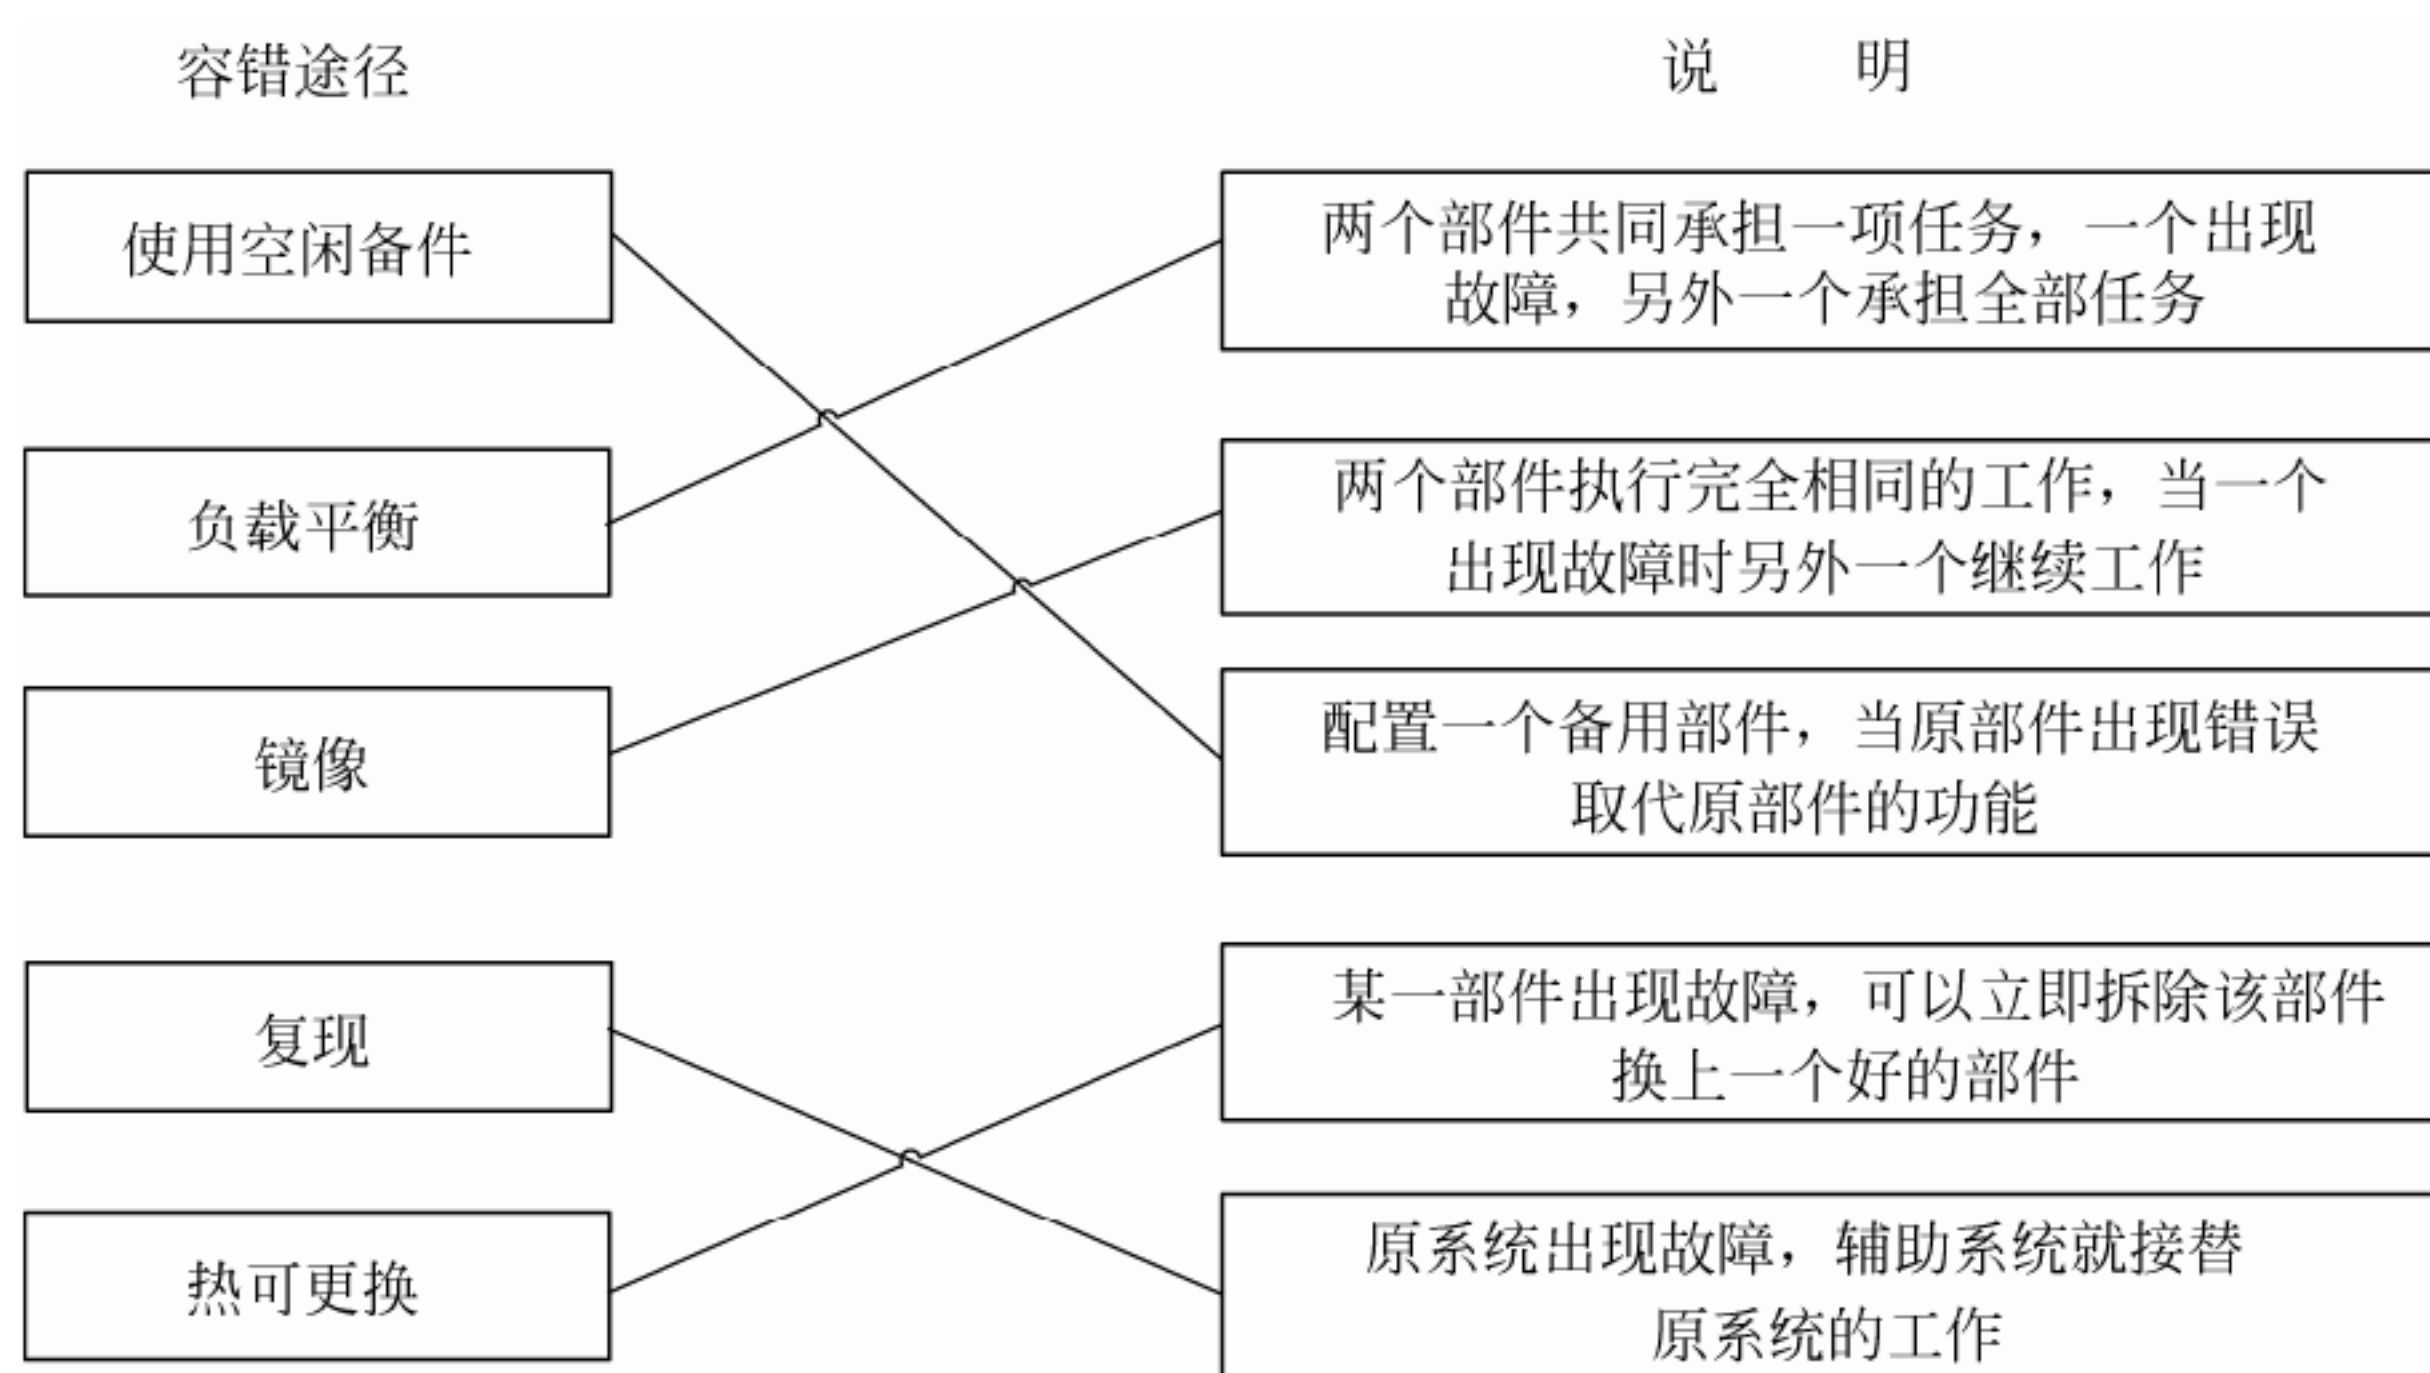 容错途径
说 明
使用空闲备件
两个部件共同承担一项任务，一个出现
故障，另外一个承担全部任务
负载平衡
两个部件执行完全相同的工作，当一个
出现故障时另外一个继续工作
镜像
配置一个备用部件，当原部件出现错误
取代原部件的功能
复现
某一部件出现故障，可以立即拆除该部件
换上一个好的部件
热可更换
原系统出现故障，辅助系统就接替
原系统的工作